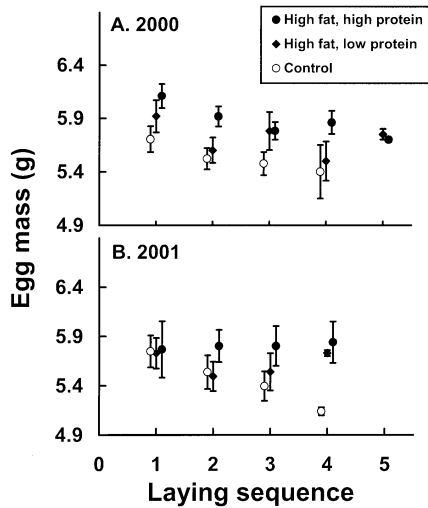 High fat, high protein
High fat, low protein
Control
A. 2000
6.4
5.9
5.4
4.9
B. 2001
6.4
5.9
5.4
4.9
Egg mass (g)
0 1 2 3 4 5
Laying sequence